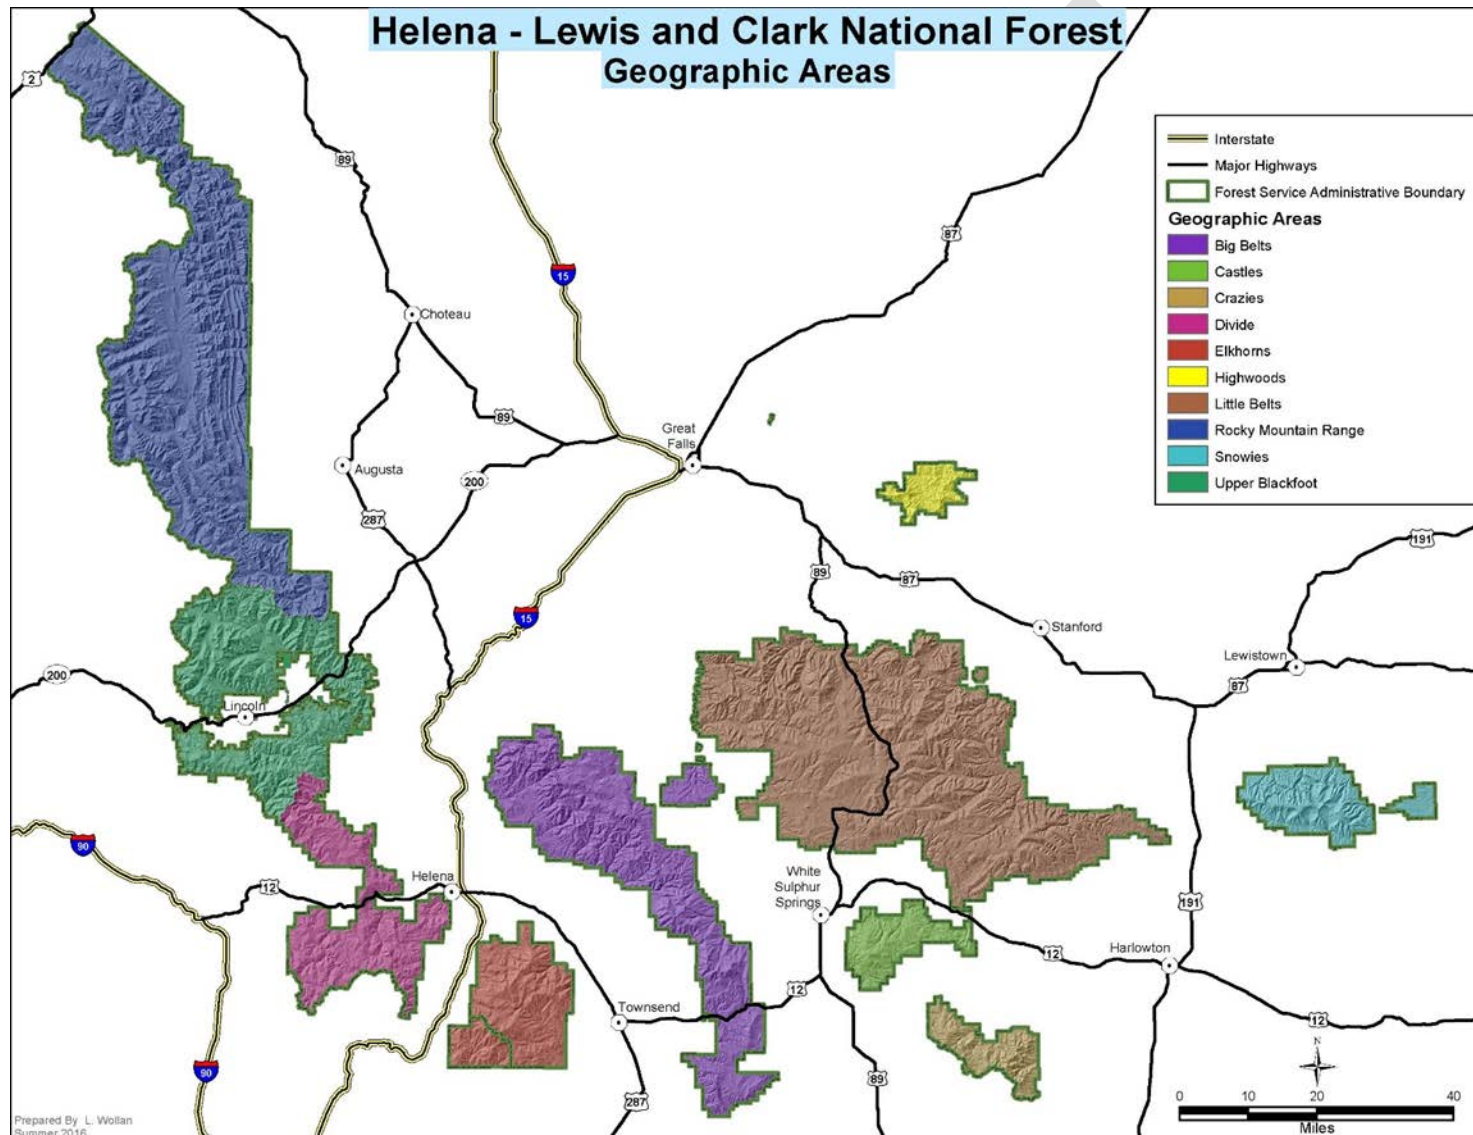 Helena - Lewis and Clark National Forest
Geographic Areas
Interstate
Major Highways
Forest Service Administrative Boundary
Geographic Areas
Big Belts
Castles
Crazies
Divide
Elkhorns
Highwoods
Little Belts
Rocky Mountain Range
Snowies
Upper Blackfoot
2
89
87
15
Choteau
89
Great
Falls
Augusta
200
287
191
89
87
15
Stanford
Lewistown
200
87
Lincoln
90
Helena
12
White
Sulphur
Springs
191
Harlowton
12
12
Townsend
12
90
89
287
N
0 10 20 40
Miles
Prepared By L. Wollan
Summer 2016